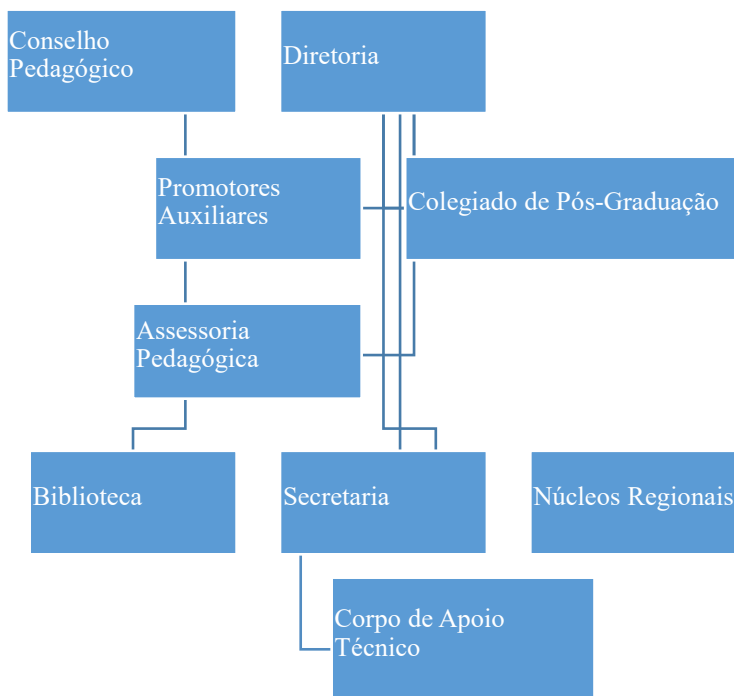 Conselho
Pedagógico
Diretoria
Promotores
Auxiliares
Colegiado de Pós-Graduação
Assessoria
Pedagógica
Biblioteca
Secretaria
Núcleos Regionais
Corpo de Apoio
Técnico